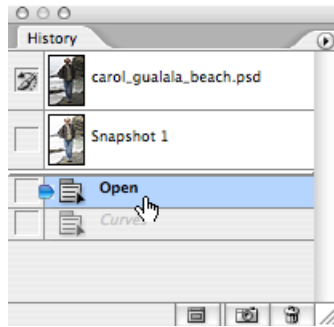 History
carol_gualala_beach.psd
Snapshot 1
Open
Curves